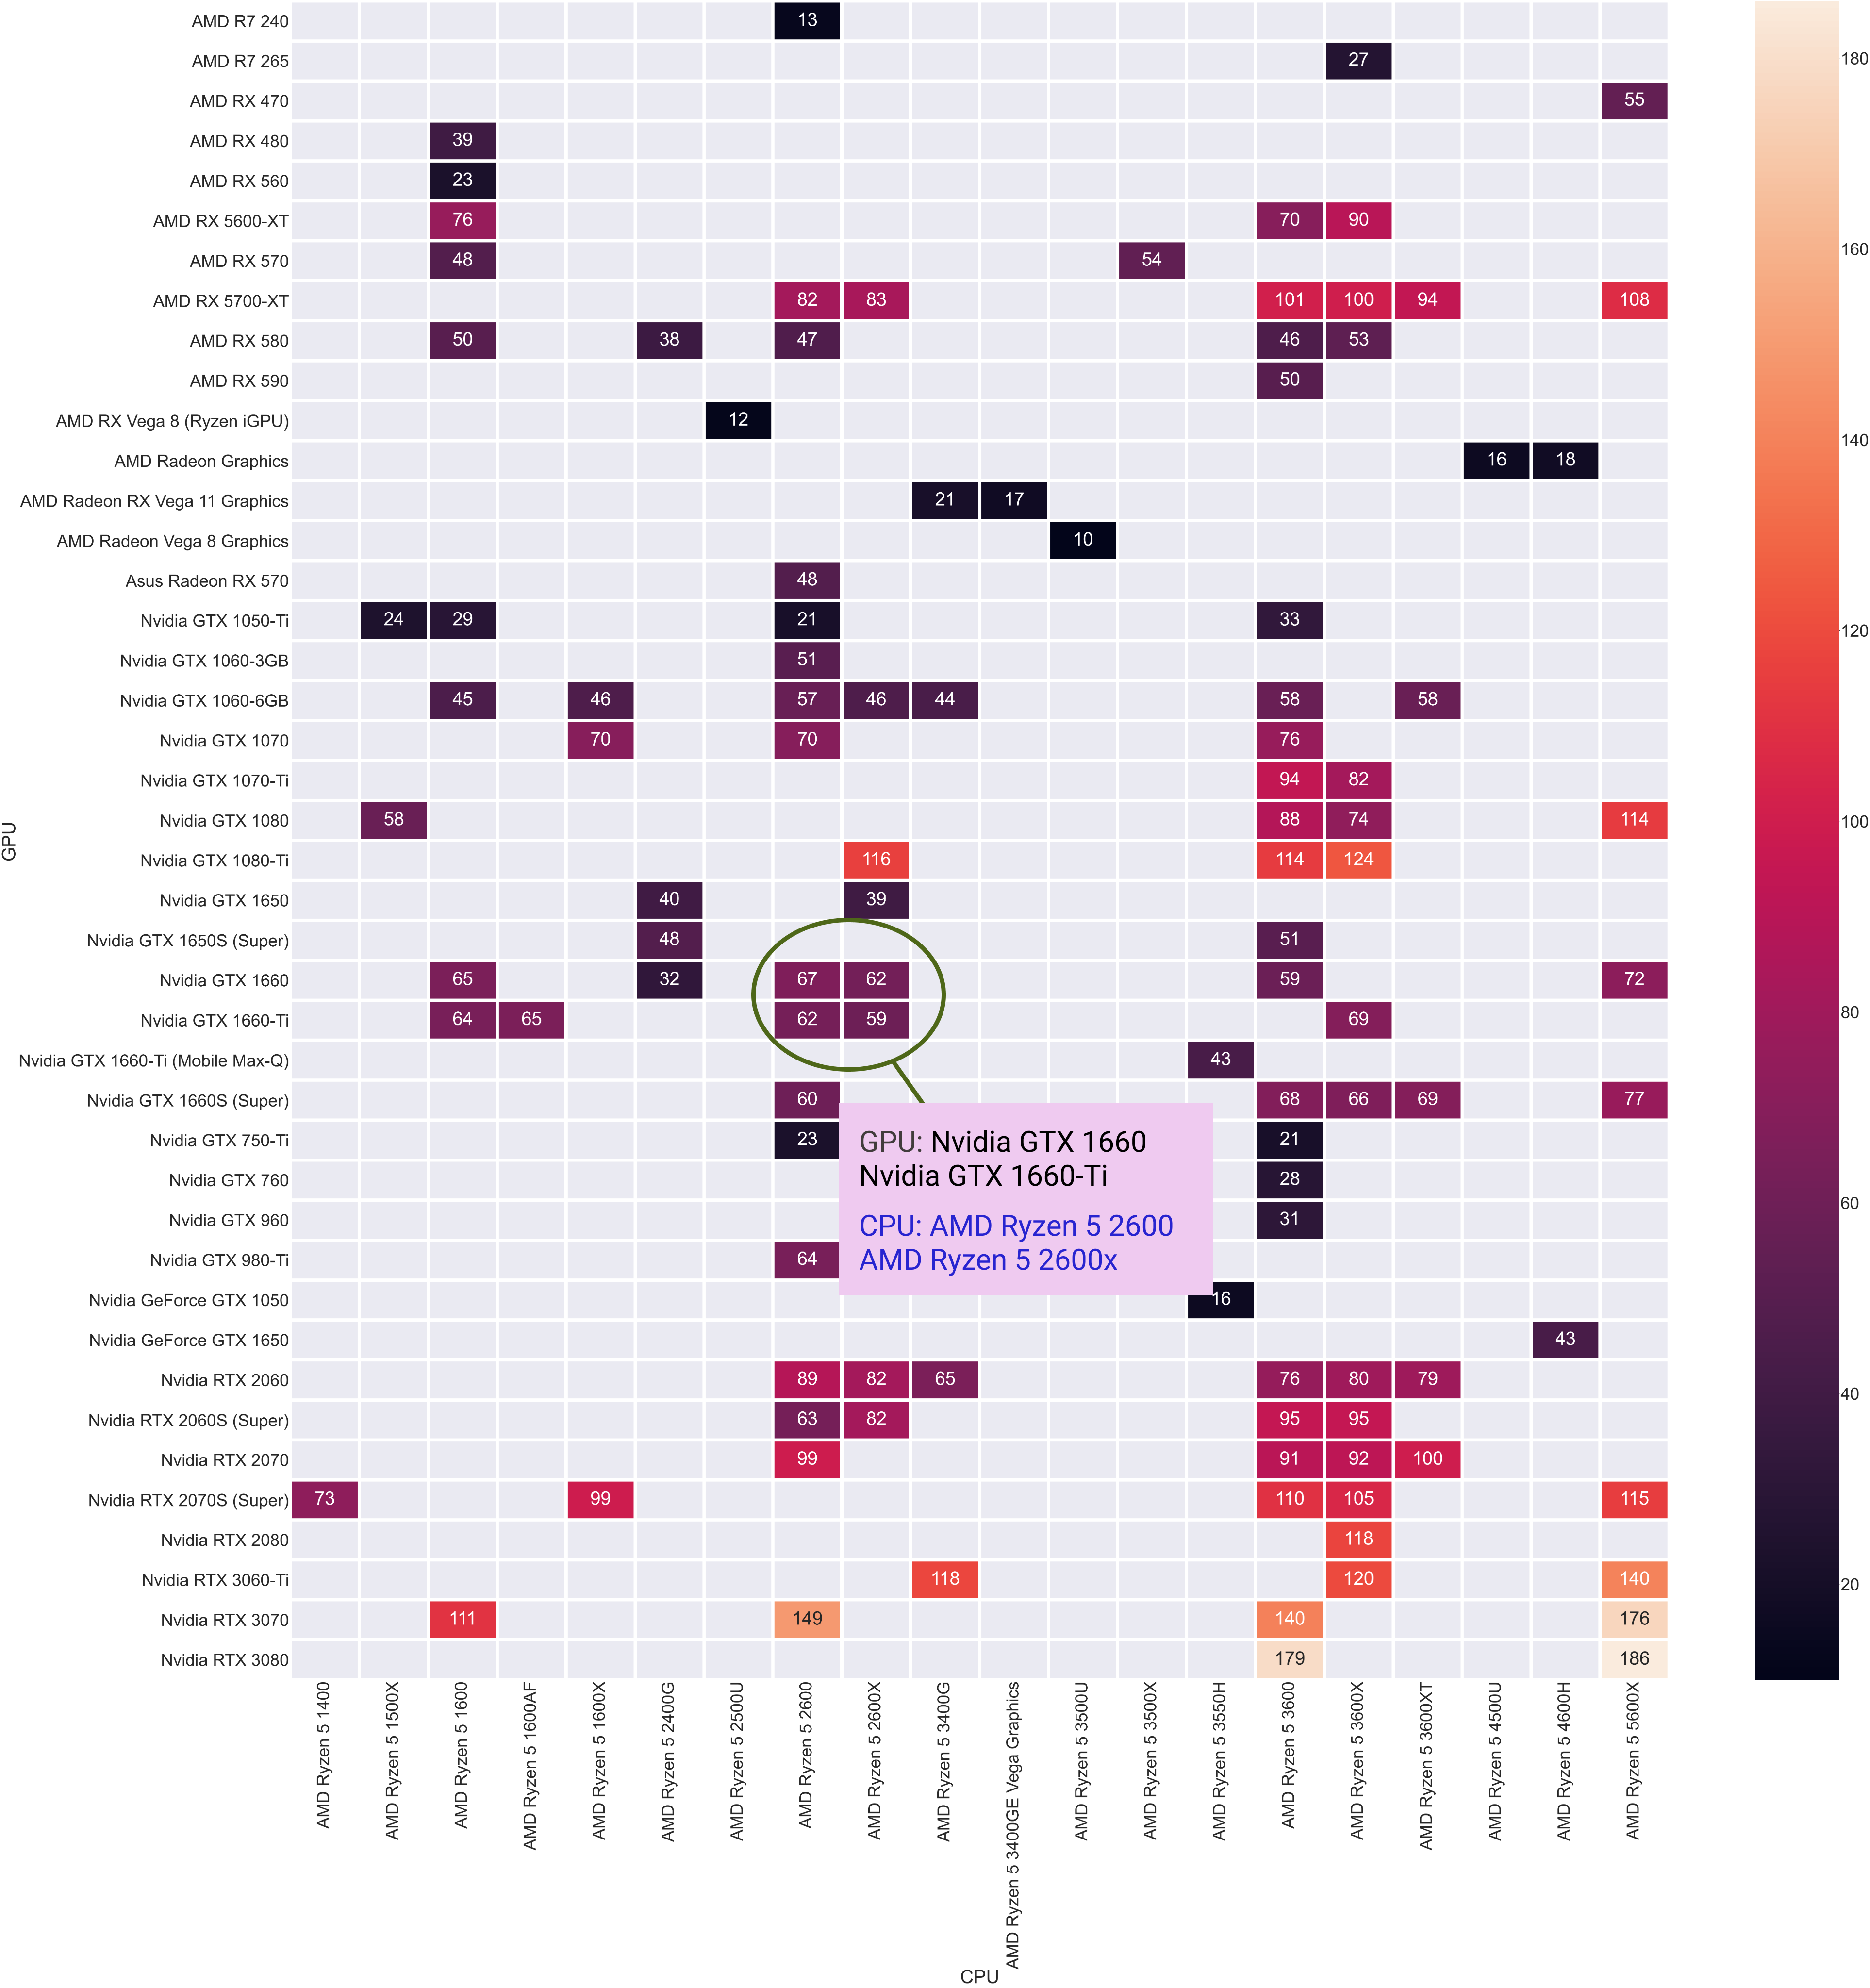 AMD R7 240 13
AMD R7 265 27
AMD RX 470 55
AMD RX 480 39
AMD RX 560 23
AMD RX 5600-XT 76 70 90
AMD RX 570 48 54
AMD RX 5700-XT 82 83 101 100 94 108
AMD RX 580 50 38 47 46 53
AMD RX 590 50
AMD RX Vega 8 (Ryzen iGPU) 12
AMD Radeon Graphics 16 18
AMD Radeon RX Vega 11 Graphics 21 17
AMD Radeon Vega 8 Graphics 10
Asus Radeon RX 570 48
Nvidia GTX 1050-Ti 24 29 21 33
Nvidia GTX 1060-3GB 51
Nvidia GTX 1060-6GB 45 46 57 46 44 58 58
Nvidia GTX 1070 70 70 76
Nvidia GTX 1070-Ti 94 82
Nvidia GTX 1080 58 88 74 114
Nvidia GTX 1080-Ti 116 114 124
Nvidia GTX 1650 40 39
Nvidia GTX 1650S (Super) 48 51
Nvidia GTX 1660 65 32 67 62 59 72
Nvidia GTX 1660-Ti 64 65 62 59 69
Nvidia GTX 1660-Ti (Mobile Max-Q) 43
Nvidia GTX 1660S (Super) 60 68 66 69 77
Nvidia GTX 750-Ti 23 21
Nvidia GTX 760 28
Nvidia GTX 960 31
Nvidia GTX 980-Ti 64
Nvidia GeForce GTX 1050 16
Nvidia GeForce GTX 1650 43
Nvidia RTX 2060 89 82 65 76 80 79
Nvidia RTX 2060S (Super) 63 82 95 95
Nvidia RTX 2070 99 91 92 100
Nvidia RTX 2070S (Super) 73 99 110 105 115
Nvidia RTX 2080 118
Nvidia RTX 3060-Ti 118 120 140
Nvidia RTX 3070 111 149 140 176
Nvidia RTX 3080 179 186
GPU
GPU: Nvidia GTX 1660
Nvidia GTX 1660-Ti
CPU: AMD Ryzen 5 2600
AMD Ryzen 5 2600x
AMD Ryzen 5 1400
AMD Ryzen 5 1500X
AMD Ryzen 5 1600
AMD Ryzen 5 1600AF
AMD Ryzen 5 1600X
AMD Ryzen 5 2400G
AMD Ryzen 5 2500U
AMD Ryzen 5 2600
AMD Ryzen 5 2600X
AMD Ryzen 5 3400G
AMD Ryzen 5 3400GE Vega Graphics
AMD Ryzen 5 3500U
AMD Ryzen 5 3500X
AMD Ryzen 5 3550H
AMD Ryzen 5 3600
AMD Ryzen 5 3600X
AMD Ryzen 5 3600XT
AMD Ryzen 5 4500U
AMD Ryzen 5 4600H
AMD Ryzen 5 5600X
CPU
180
160
140
120
100
80
60
40
20